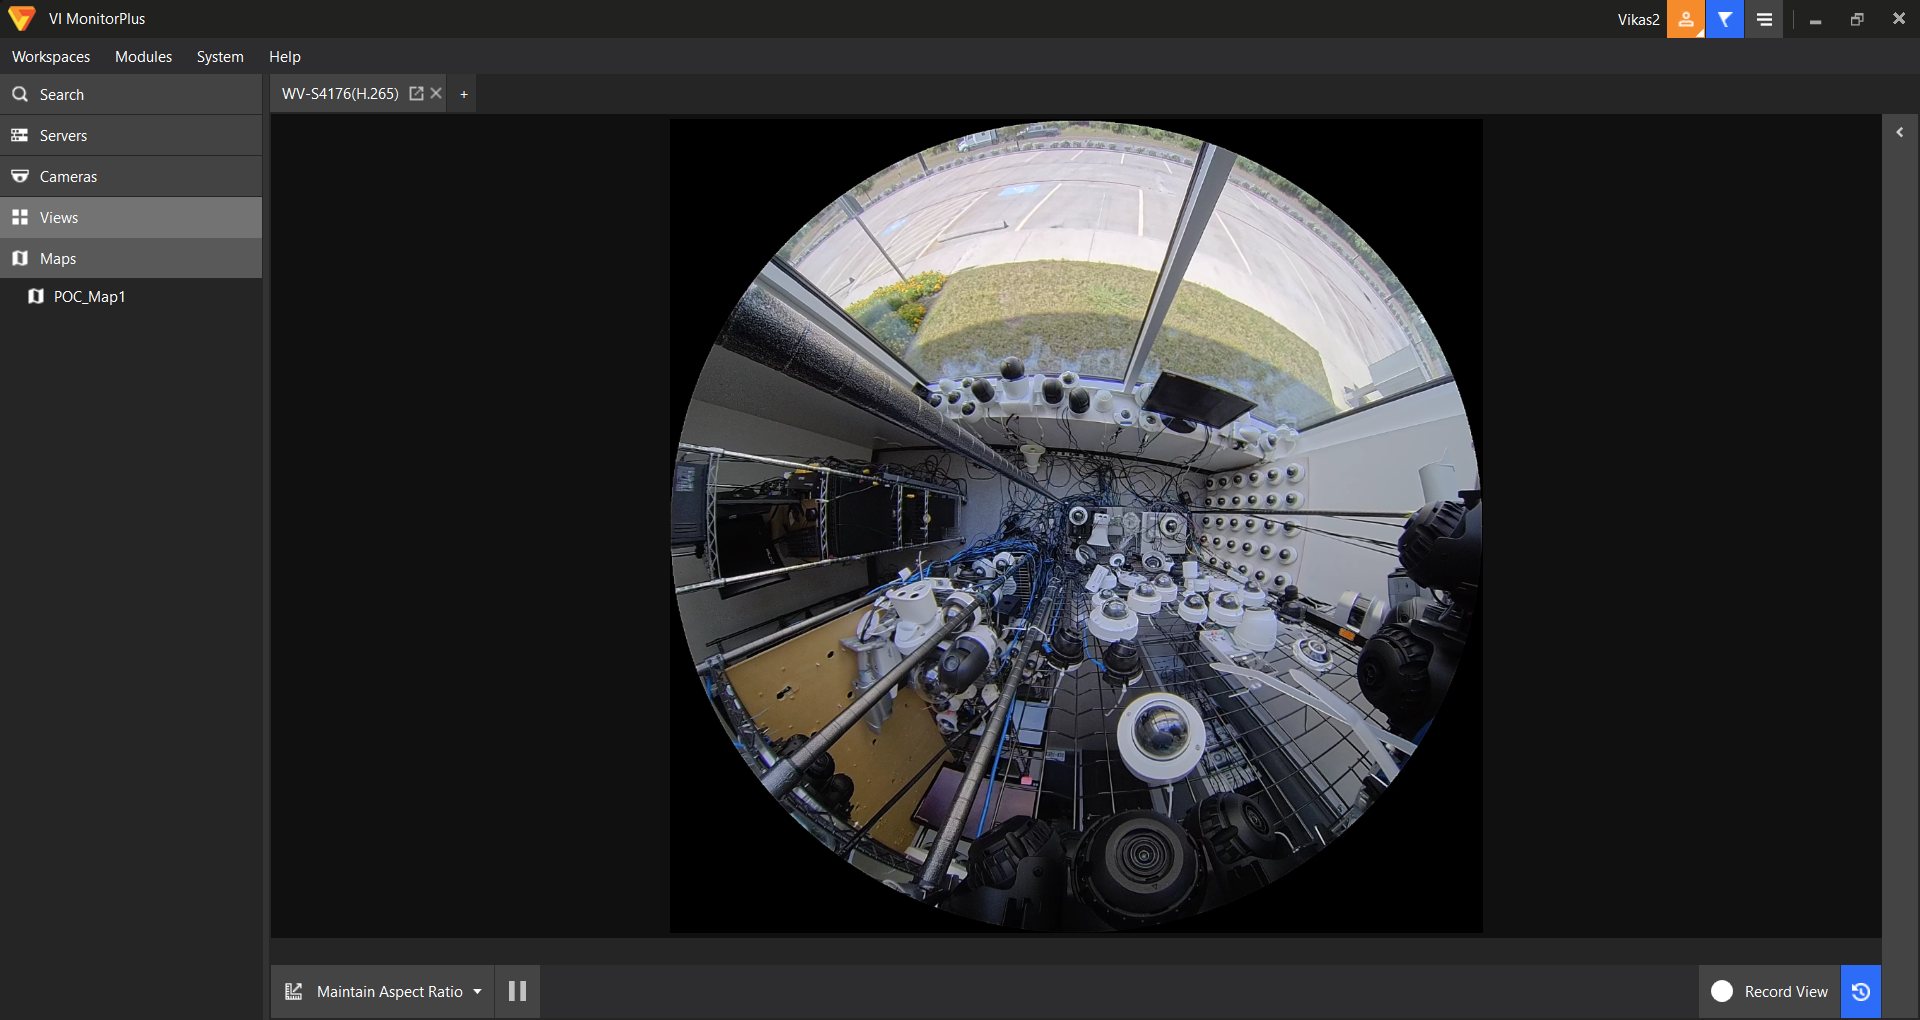 VI MonitorPlus
Vikas2
Workspaces Modules System Help
Search
WV-S4176(H.265) +
Servers
Cameras
Views
Maps
POC_Map1
Maintain Aspect Ratio
Record View